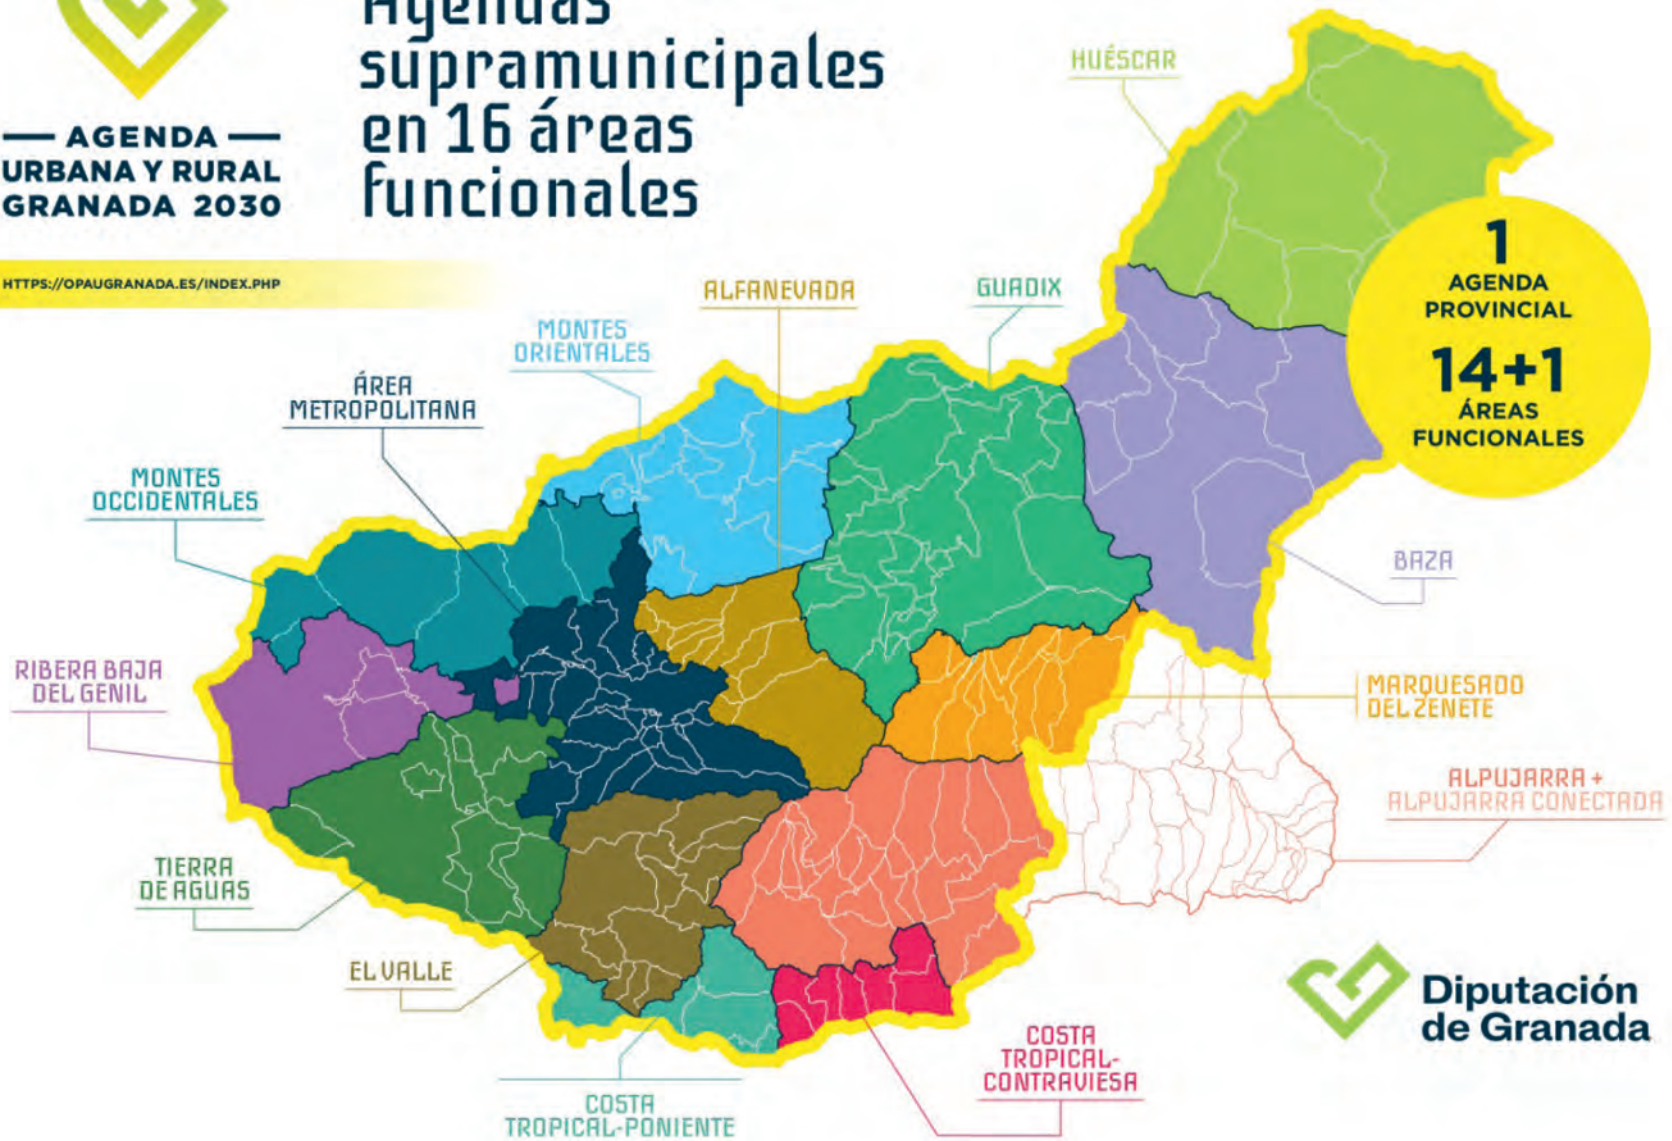 Agendas
supramunicipales
en 16 áreas
funcionales
AGENDA
URBANA Y RURAL
GRANADA 2030
HTTPS://OPAUGRANADA.ES/INDEX.PHP
HUÉSCAR
1
AGENDA
PROVINCIAL
14+1
ÁREAS
FUNCIONALES
ALFANEVADA
GUADIX
MONTES
ORIENTALES
ÁREA
METROPOLITANA
MONTES
OCCIDENTALES
BAZA
RIBERA BAJA
DEL GENIL
MARQUESADO
DEL ZENETE
ALPUJARRA +
ALPUJARRA CONECTADA
TIERRA
DE AGUAS
EL VALLE
COSTA
TROPICAL-
CONTRAVIESA
COSTA
TROPICAL-PONIENTE
Diputación
de Granada